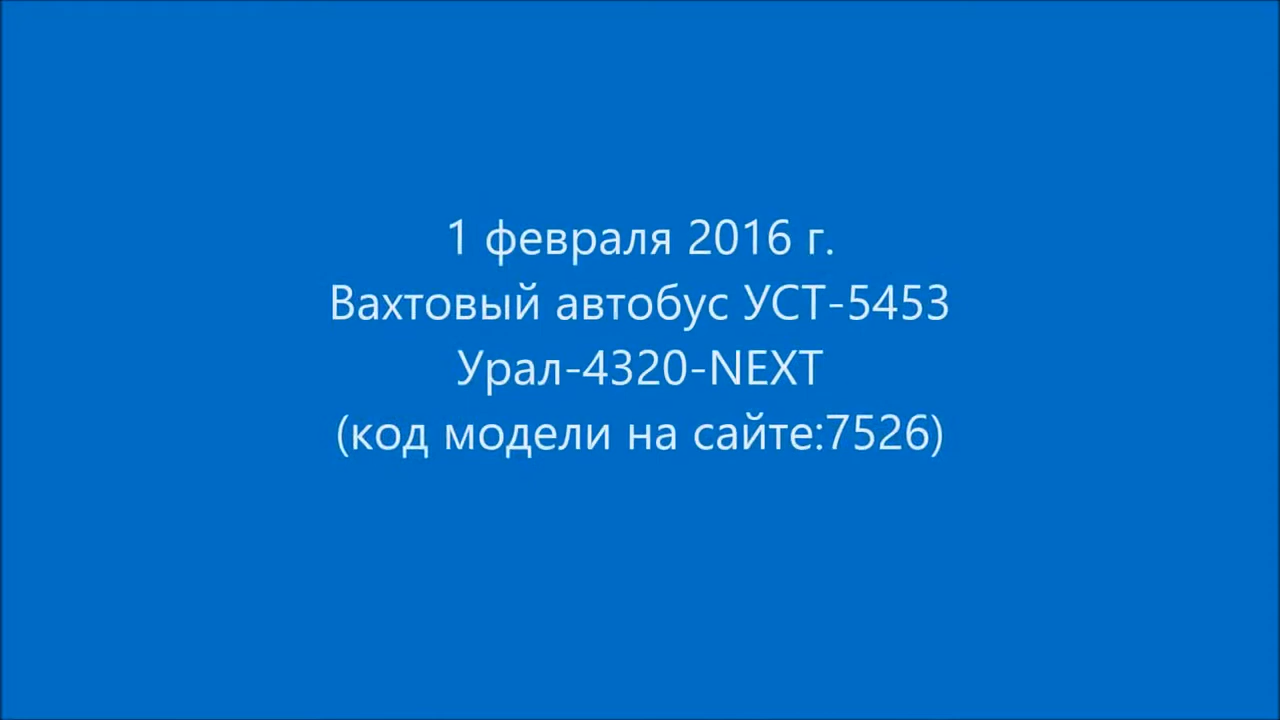 1 февраля 2016 г.
Вахтовый автобус УСТ-5453
Урал-4320-NEXT
(код модели на сайте:7526)